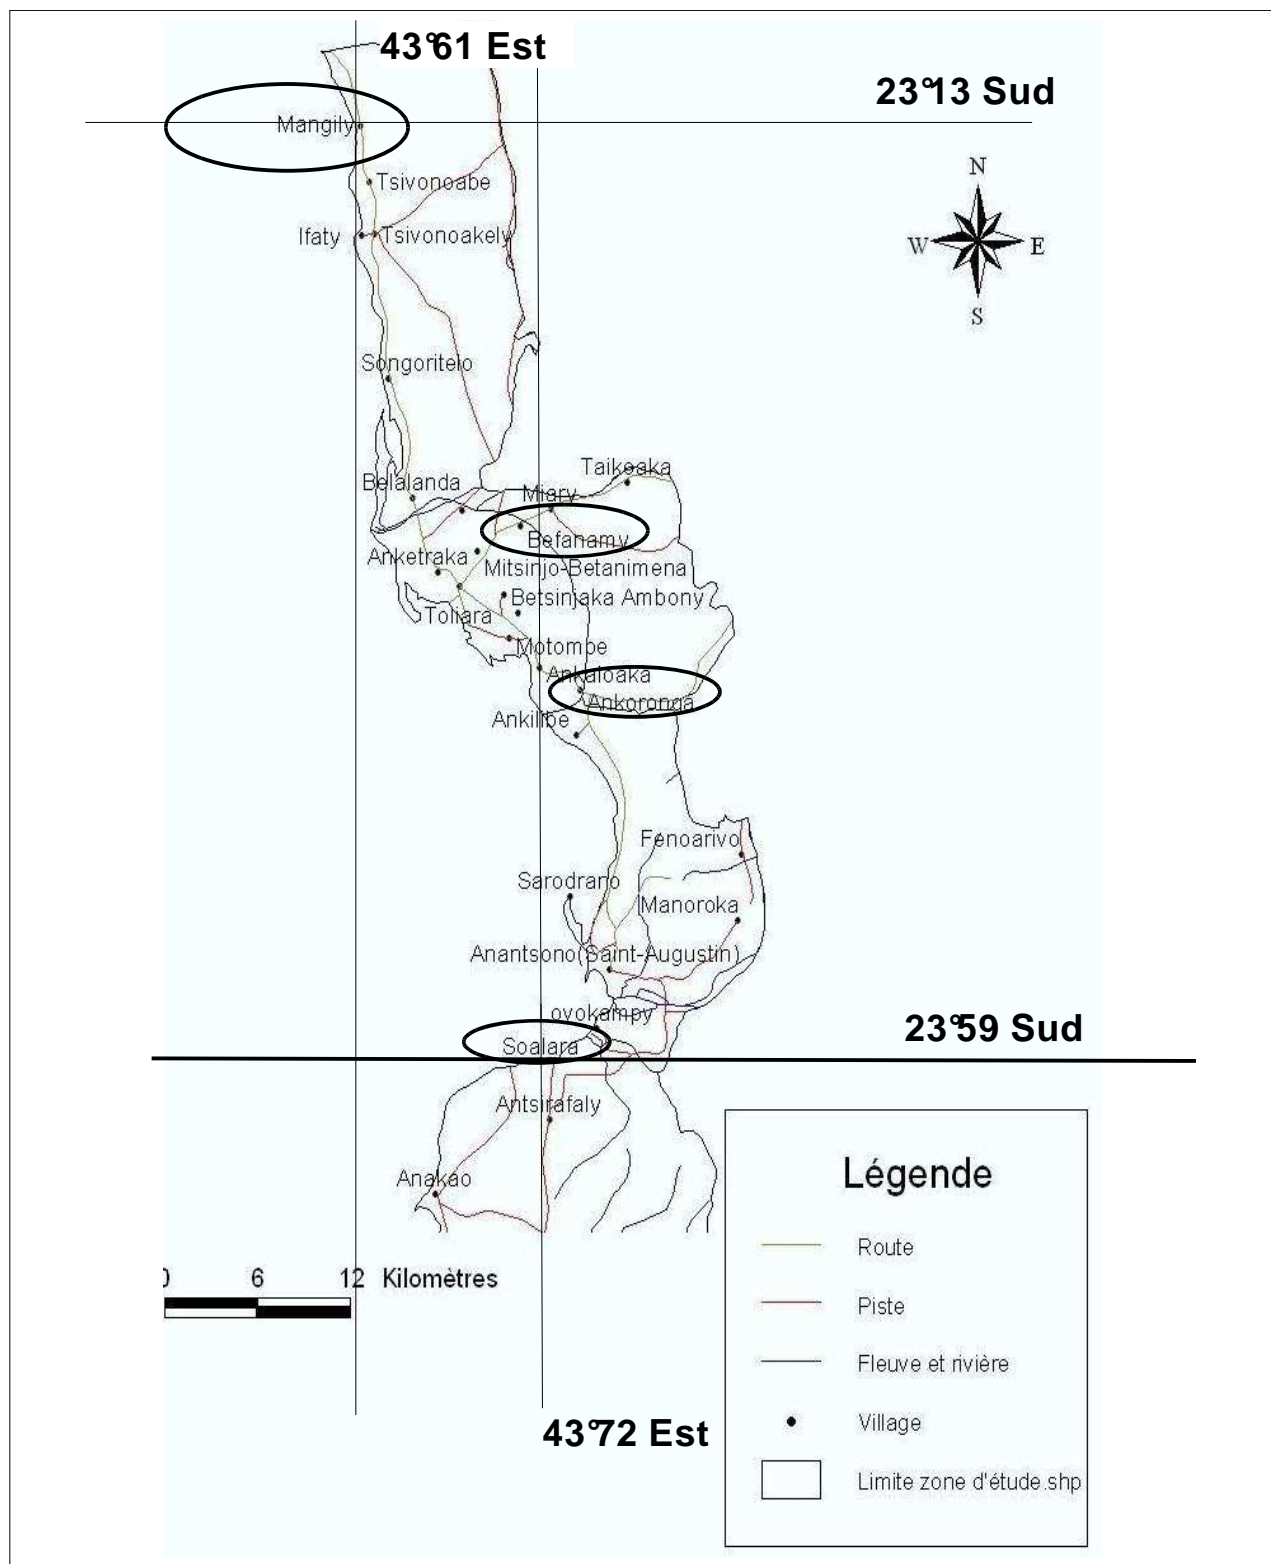 43°61 Est
23°13 Sud
Mangily
N
Tsivonoabe
Ifaty
Tsivonoakely
W
E
S
Songoritelo
Taikoaka
Belalanda
Miary
Befanamy
Anketraka
Mitsinjo-Betanimena
Betsinjaka Ambony
Toliara
Motombe
Ankaloaka
Ankoronga
Ankilibe
Fenoarivo
Sarodrano
Manoroka
Anantsono(Saint-Augustin)
Lovokampy
23°59 Sud
Soalara
Antsirafaly
Légende
Anakao
Route
0 6 12 Kilomètres
Piste
Fleuve et rivière
Village
43°72 Est
Limite zone d'étude.shp